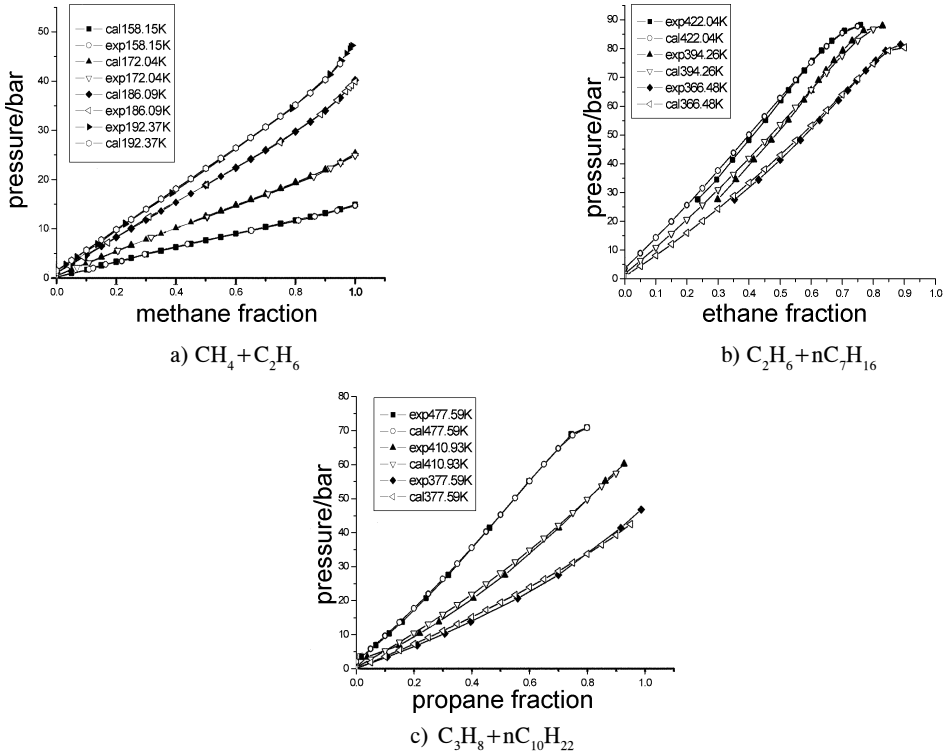 cal158.15K
exp158.15K
cal172.04K
exp172.04K
cal186.09K
exp186.09K
exp192.37K
cal192.37K
pressure/bar
50
40
30
20
10
0
0.0 0.2 0.4 0.6 0.8 1.0
methane fraction
a) CH4+C2H6
exp422.04K
cal422.04K
exp394.26K
cal394.26K
exp366.48K
cal366.48K
pressure/bar
90
80
70
60
50
40
30
20
10
0
0.0 0.1 0.2 0.3 0.4 0.5 0.6 0.7 0.8 0.9 1.0
ethane fraction
b) C2H6+nC7H16
exp477.59K
cal477.59K
exp410.93K
cal410.93K
exp377.59K
cal377.59K
pressure/bar
80
70
60
50
40
30
20
10
0
0.0 0.2 0.4 0.6 0.8 1.0
propane fraction
c) C3H8+nC10H22